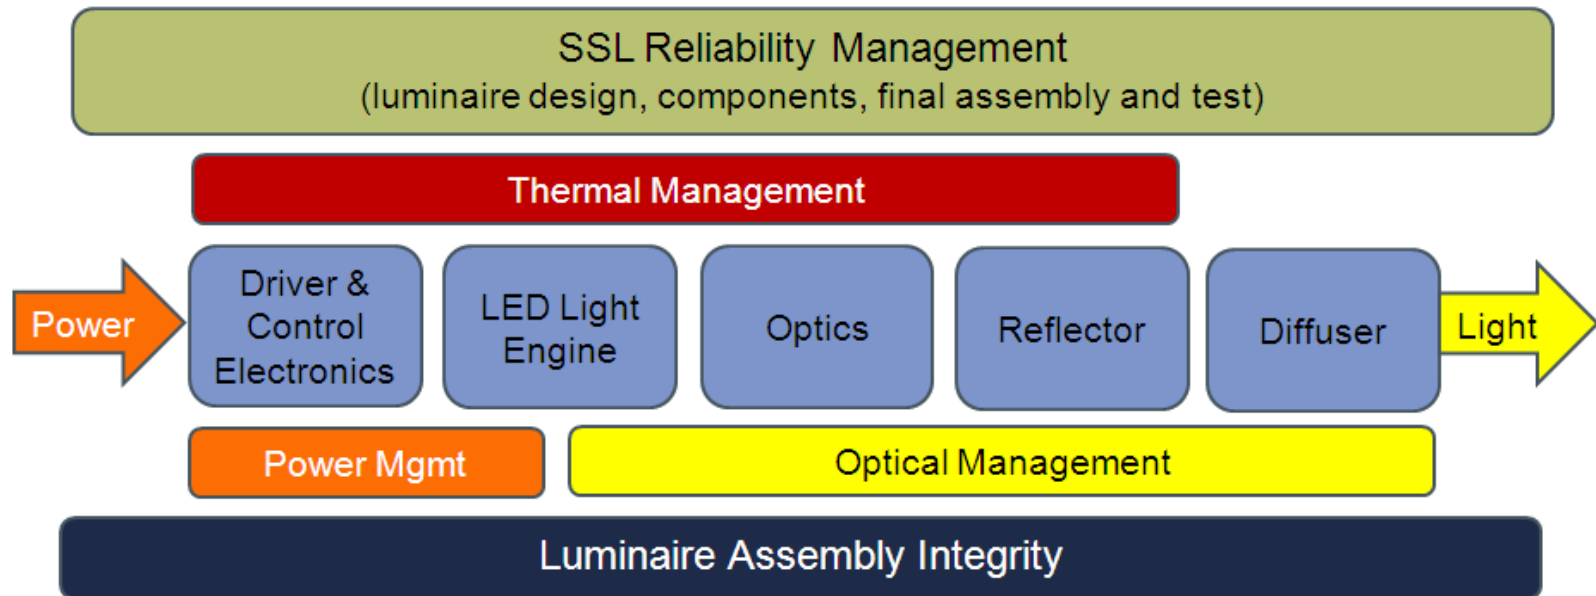 SSL Reliability Management
(luminaire design, components, final assembly and test)
Thermal Management
Power
Driver &
Control
Electronics
LED Light
Engine
Optics
Reflector
Diffuser
Light
Power Mgmt
Optical Management
Luminaire Assembly Integrity